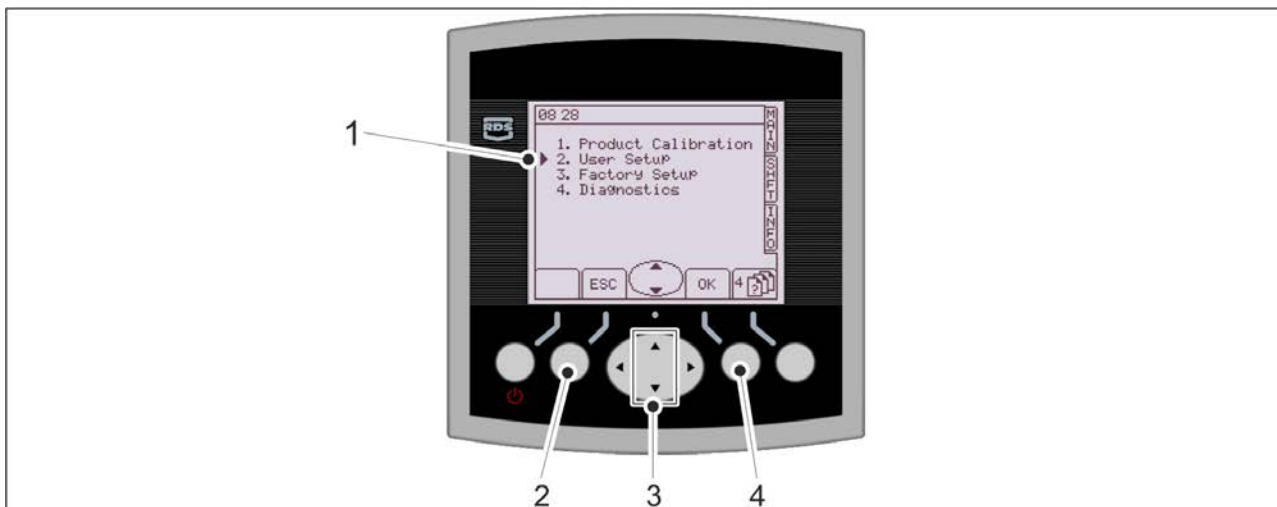 RDS
08 28
1. Product Calibration
2. User Setup
3. Factory Setup
4. Diagnostics
MAIN
SHFT
INFO
ESC
OK
4 ?
1
2
3
4